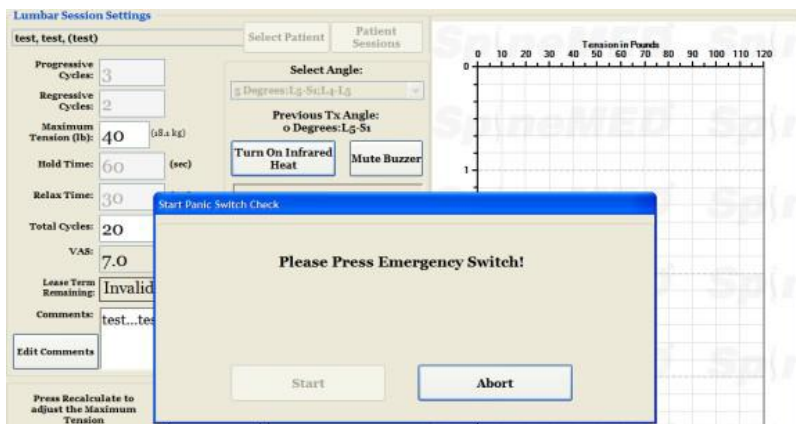 Lumbar Session Settings
test, test, (test)
Select Patient
Patient
Sessions
Progressive
Cycles:
3
Regressive
Cycles:
2
Maximum
Tension (lb):
40
(18.1 kg)
Hold Time:
60
(sec)
Relax Time:
30
Total Cycles:
20
VAS:
7.0
Lease Term
Remaining:
Invalid
Comments:
test...tes
Edit Comments
Press Recalculate to
adjust the Maximum
Tension
Select Angle:
5 Degrees:L5-S1;L4-L5
Previous Tx Angle:
0 Degrees:L5-S1
Turn On Infrared
Heat
Mute Buzzer
Start Panic Switch Check
Please Press Emergency Switch!
Start
Abort
Tension in Pounds
0 10 20 30 40 50 60 70 80 90 100 110 120
0
1
SpineMED
SpineMED